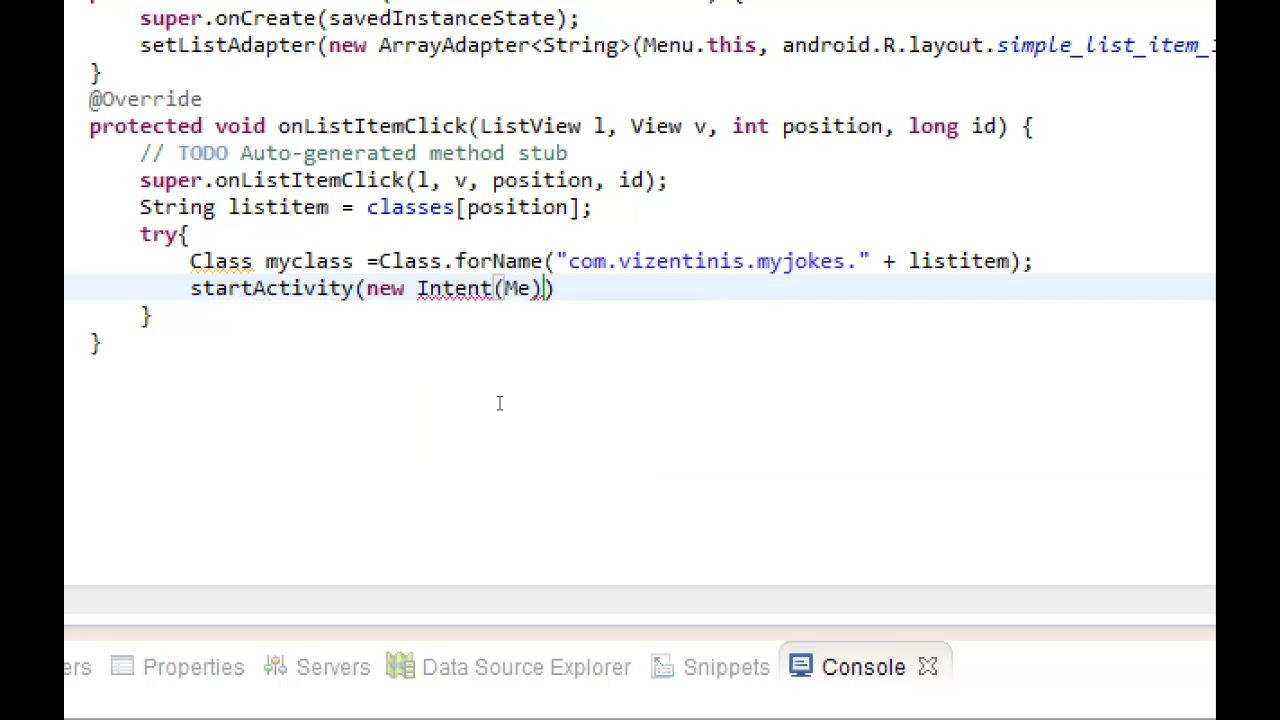 super.onCreate(savedInstanceState);
setListAdapter(new ArrayAdapter<String>(Menu.this, android.R.layout.simple_list_item_
}
@Override
protected void onListItemClick(ListView l, View v, int position, long id) {
// TODO Auto-generated method stub
super.onListItemClick(l, v, position, id);
String listitem = classes[position];
try{
Class myclass =Class.forName("com.vizentinis.myjokes." + listitem);
startActivity(new Intent(Me))
}
}
ers Properties Servers Data Source Explorer Snippets Console